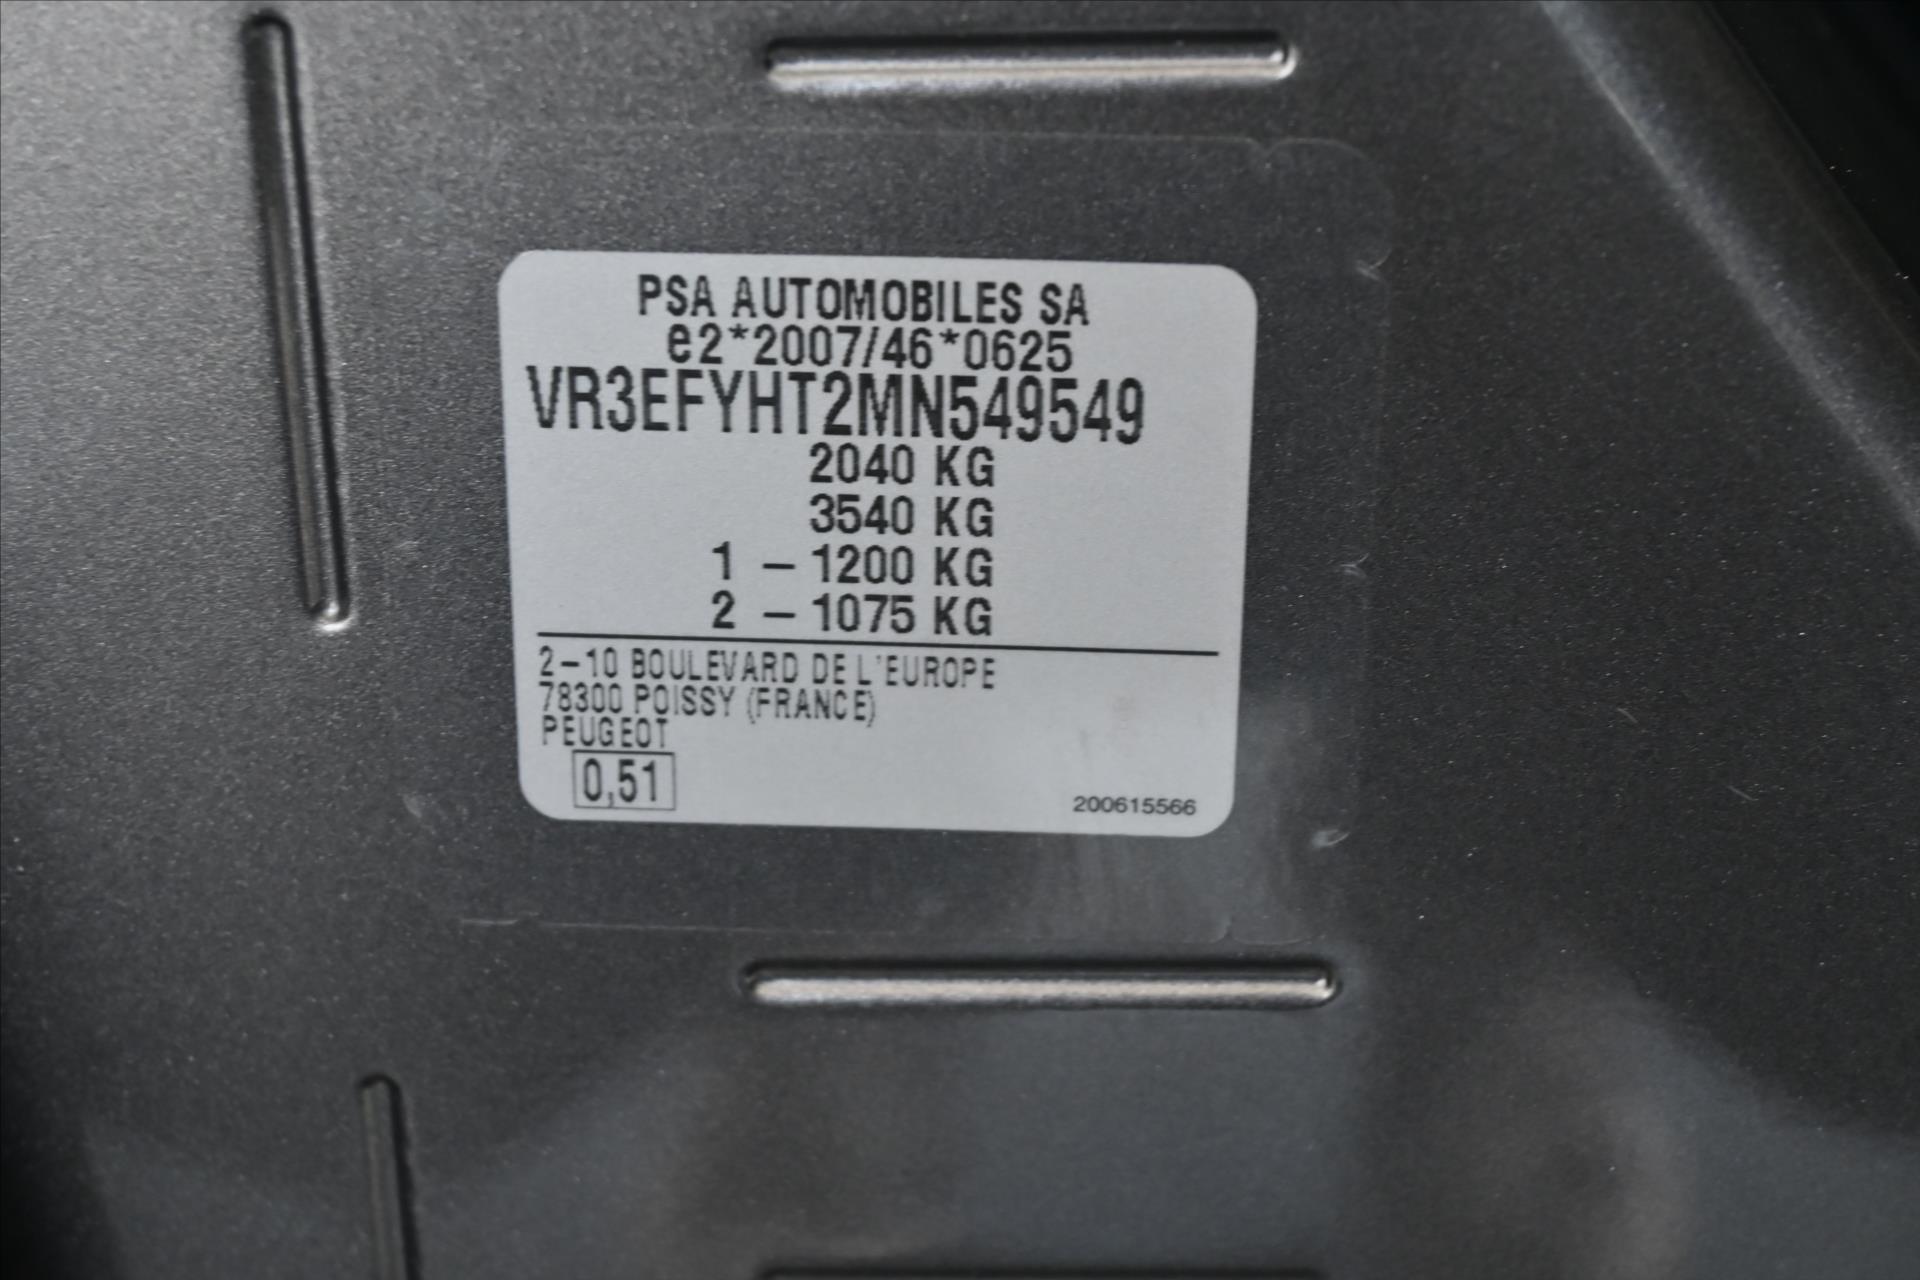 PSA AUTOMOBILES SA
e2*2007/46*0625
VR3EFYHT2MN549549
2040 KG
3540 KG
1 – 1200 KG
2 – 1075 KG
2–10 BOULEVARD DE L'EUROPE
78300 POISSY (FRANCE)
PEUGEOT
0,51
200615566